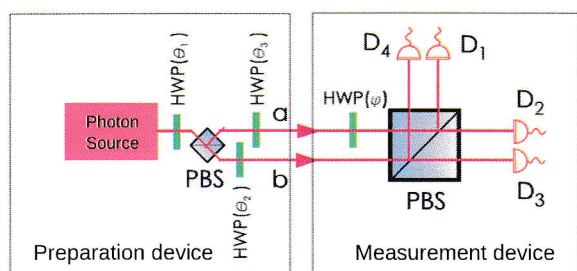 D₄ D₁
HWP(θ₁)
HWP(θ₃)
a
HWP(φ)
D₂
Photon
Source
PBS
HWP(θ₂)
b
D₃
PBS
Preparation device
Measurement device